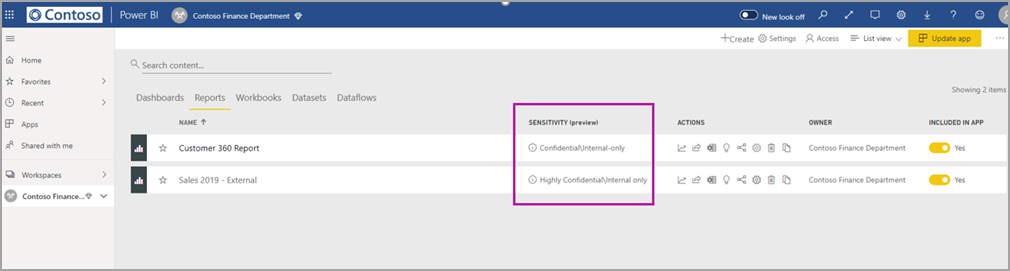 Contoso Power BI Contoso Finance Department New look off ?
Create Settings Access List view Update app ...
Home
Search content...
Favorites
Showing 2 items
Recent
Dashboards Reports Workbooks Datasets Dataflows
Apps
NAME SENSITIVITY (preview) ACTIONS OWNER INCLUDED IN APP
Shared with me
Customer 360 Report Confidential\Internal-only Contoso Finance Department Yes
Workspaces
Sales 2019 - External Highly Confidential\Internal only Contoso Finance Department Yes
Contoso Finance...